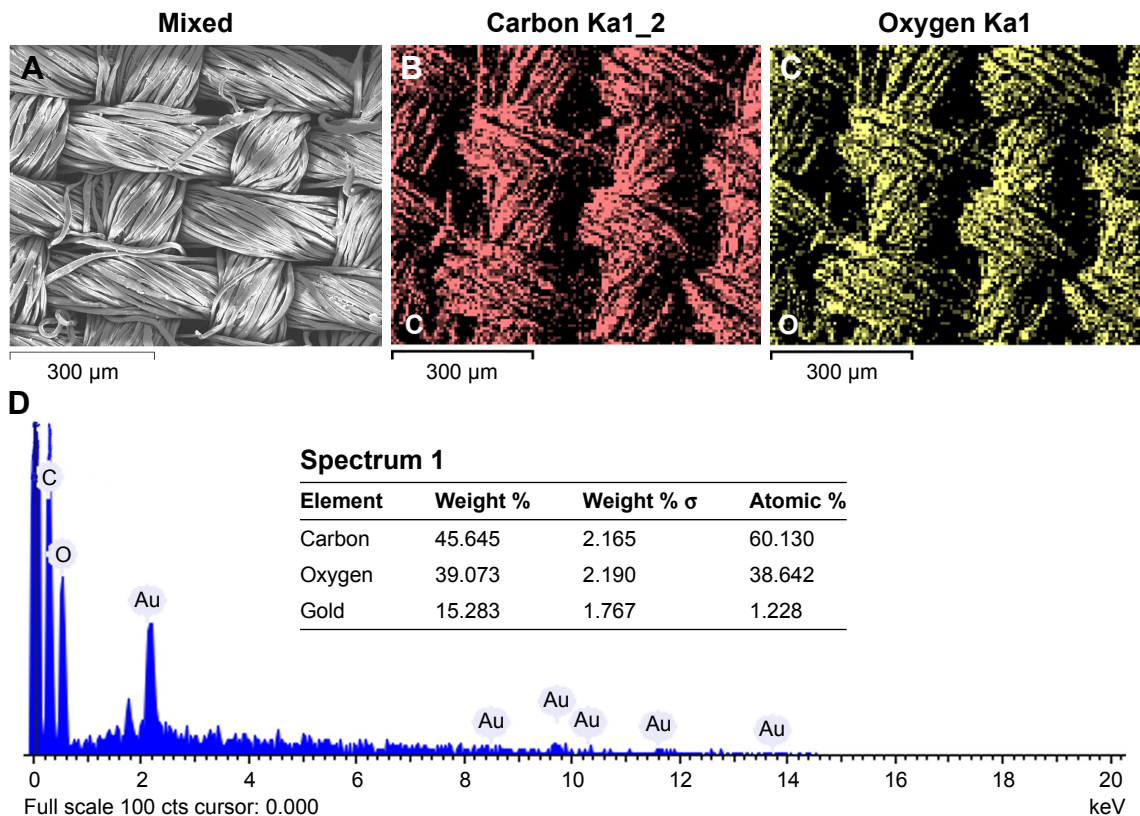 Mixed
Carbon Ka1_2
Oxygen Ka1
A
B
C
C
O
300 µm
300 µm
300 µm
D
C
O
Au
Au
Au
Au
Au
Au
Spectrum 1
Element Weight % Weight % σ Atomic %
Carbon 45.645 2.165 60.130
Oxygen 39.073 2.190 38.642
Gold 15.283 1.767 1.228
0 2 4 6 8 10 12 14 16 18 20
Full scale 100 cts cursor: 0.000 keV